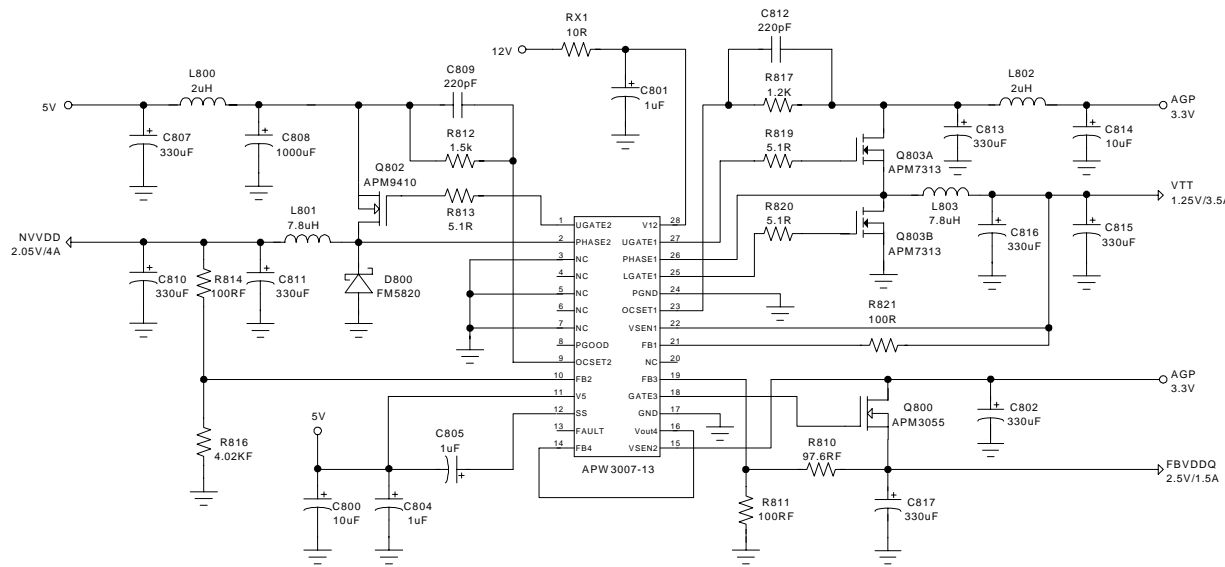 RX1
10R
12V
C801
1uF
C812
220pF
R817
1.2K
L800
2uH
5V
C807
330uF
C808
1000uF
C809
220pF
R812
1.5k
Q802
APM9410
R813
5.1R
L801
7.8uH
NVVDD
2.05V/4A
C810
330uF
R814
100RF
C811
330uF
D800
FM5820
R816
4.02KF
5V
C800
10uF
C804
1uF
C805
1uF
1 UGATE2
2 PHASE2
3 NC
4 NC
5 NC
6 NC
7 NC
8 PGOOD
9 OCSET2
10 FB2
11 V5
12 SS
13 FAULT
14 FB4
V12 28
UGATE1 27
PHASE1 26
LGATE1 25
PGND 24
OCSET1 23
VSEN1 22
FB1 21
NC 20
FB3 19
GATE3 18
GND 17
Vout4 16
VSEN2 15
APW3007-13
R819
5.1R
Q803A
APM7313
R820
5.1R
Q803B
APM7313
L802
2uH
AGP
3.3V
C813
330uF
C814
10uF
L803
7.8uH
VTT
1.25V/3.5A
C816
330uF
C815
330uF
R821
100R
AGP
3.3V
Q800
APM3055
C802
330uF
R810
97.6RF
R811
100RF
C817
330uF
FBVDDQ
2.5V/1.5A